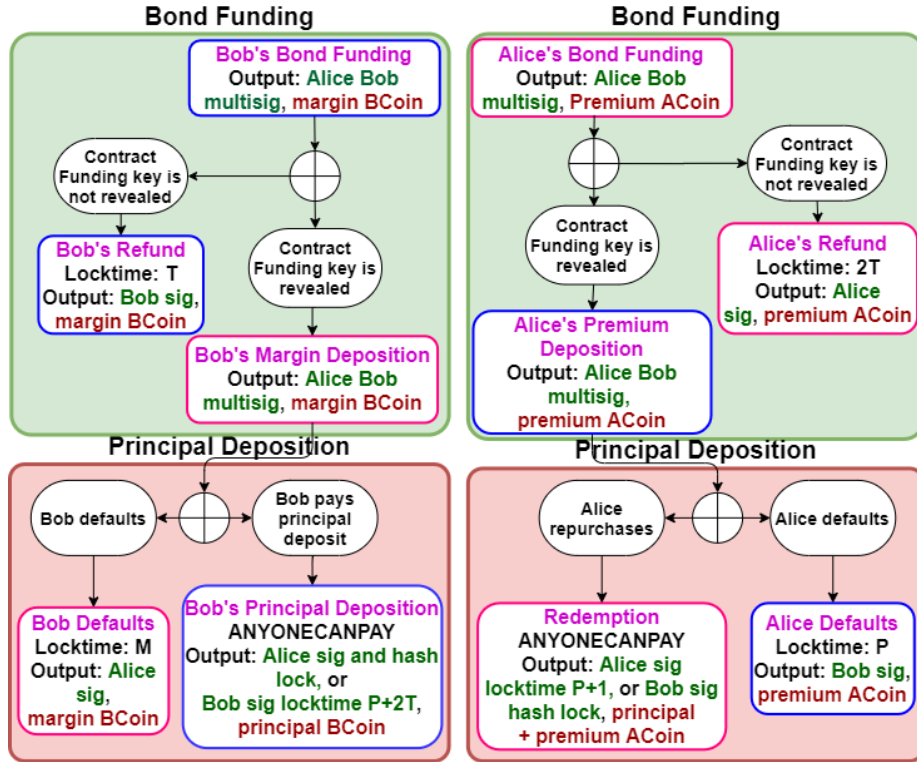 Bond Funding
Bob's Bond Funding
Output: Alice Bob
multisig, margin BCoin
Contract
Funding key is
not revealed
Bob's Refund
Locktime: T
Output: Bob sig,
margin BCoin
Contract
Funding key is
revealed
Bob's Margin Deposition
Output: Alice Bob
multisig, margin BCoin
Bond Funding
Alice's Bond Funding
Output: Alice Bob
multisig, Premium ACoin
Contract
Funding key is
not revealed
Contract
Funding key is
revealed
Alice's Refund
Locktime: 2T
Output: Alice
sig, premium ACoin
Alice's Premium
Deposition
Output: Alice Bob
multisig,
premium ACoin
Principal Deposition
Bob defaults
Bob pays
principal
deposit
Bob Defaults
Locktime: M
Output: Alice
sig,
margin BCoin
Bob's Principal Deposition
ANYONECANPAY
Output: Alice sig and hash
lock, or
Bob sig locktime P+2T,
principal BCoin
Principal Deposition
Alice
repurchases
Alice defaults
Redemption
ANYONECANPAY
Output: Alice sig
locktime P+1, or Bob sig
hash lock, principal
+ premium ACoin
Alice Defaults
Locktime: P
Output: Bob sig,
premium ACoin